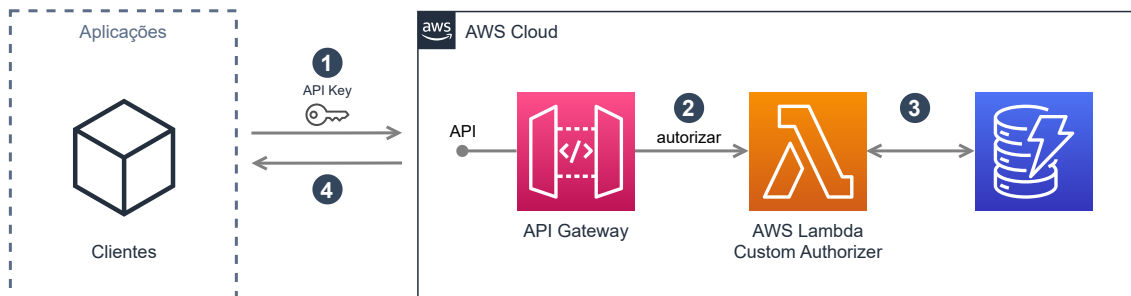 Aplicações
aws
AWS Cloud
1
API Key
API
</>
2
autorizar
3
4
Clientes
API Gateway
AWS Lambda
Custom Authorizer